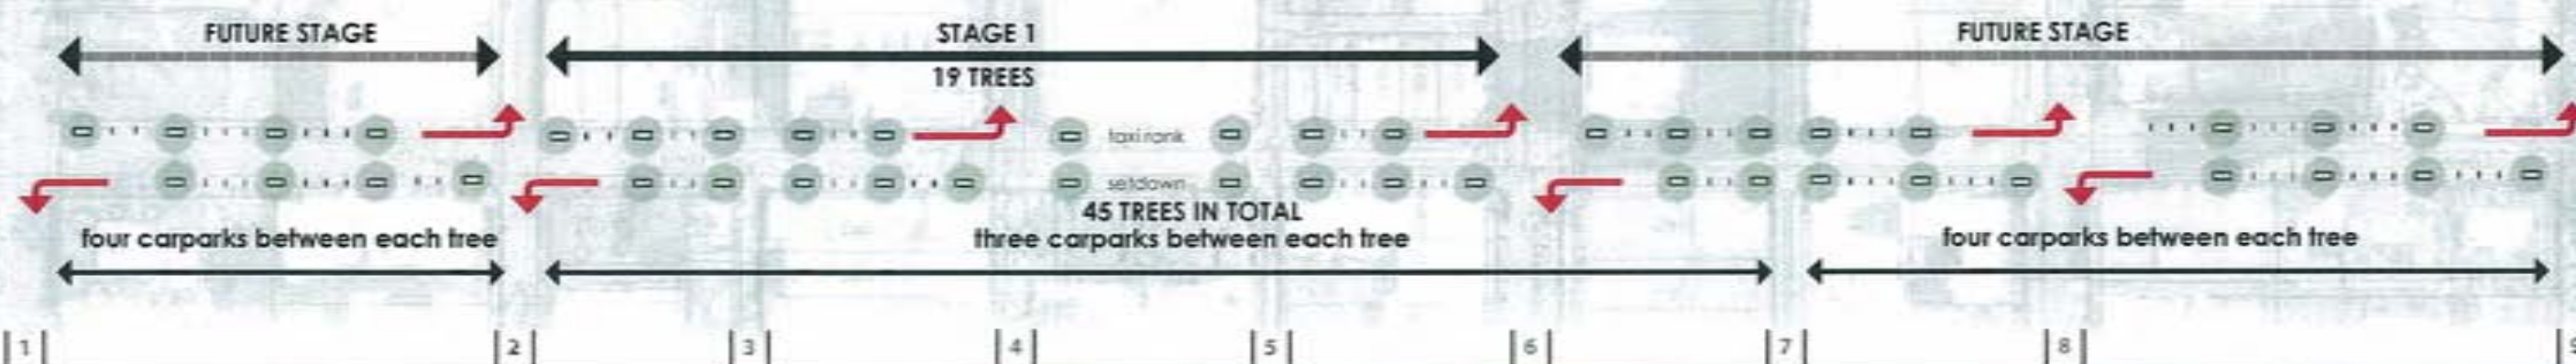 FUTURE STAGE
STAGE 1
FUTURE STAGE
19 TREES
taxi rank
setdown
45 TREES IN TOTAL
four carparks between each tree
three carparks between each tree
four carparks between each tree
1
2
3
4
5
6
7
8